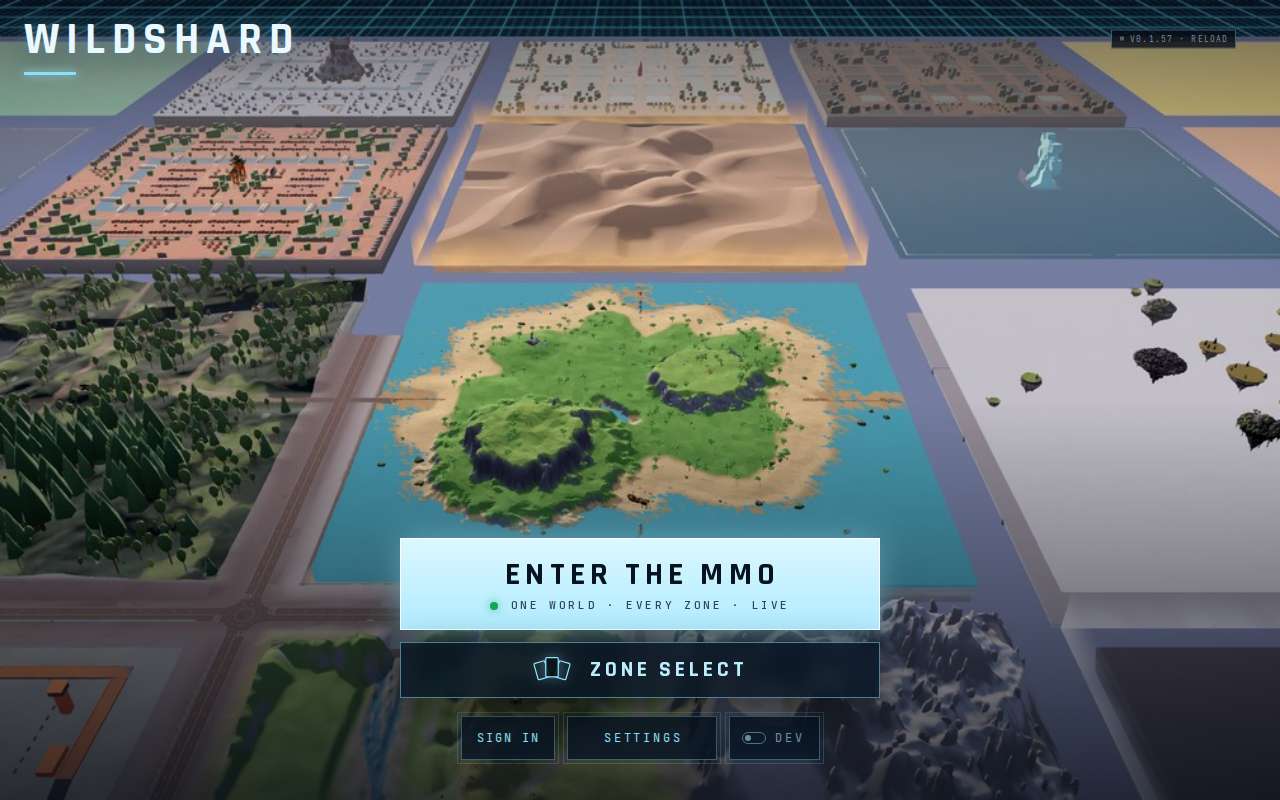 WILDSHARD
V0.1.57 · RELOAD
ENTER THE MMO
ONE WORLD · EVERY ZONE · LIVE
ZONE SELECT
SIGN IN
SETTINGS
DEV